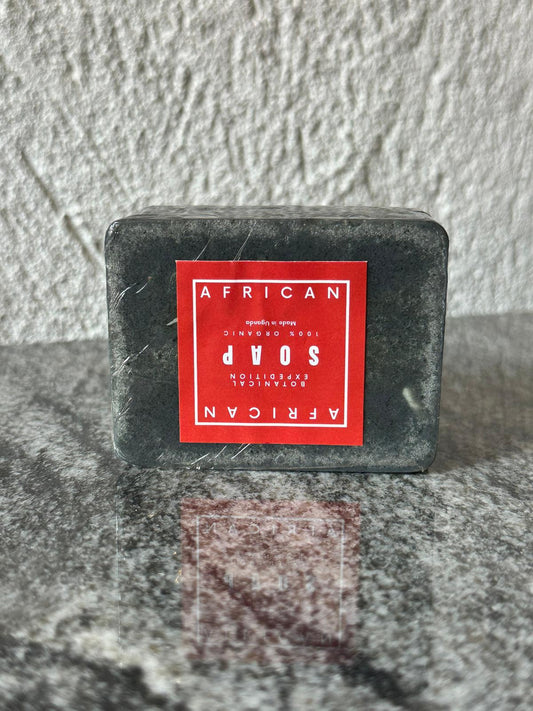 AFRICAN
BOTANICAL
EXPEDITION
SOAP
100% ORGANIC
Made in Uganda
AFRICAN